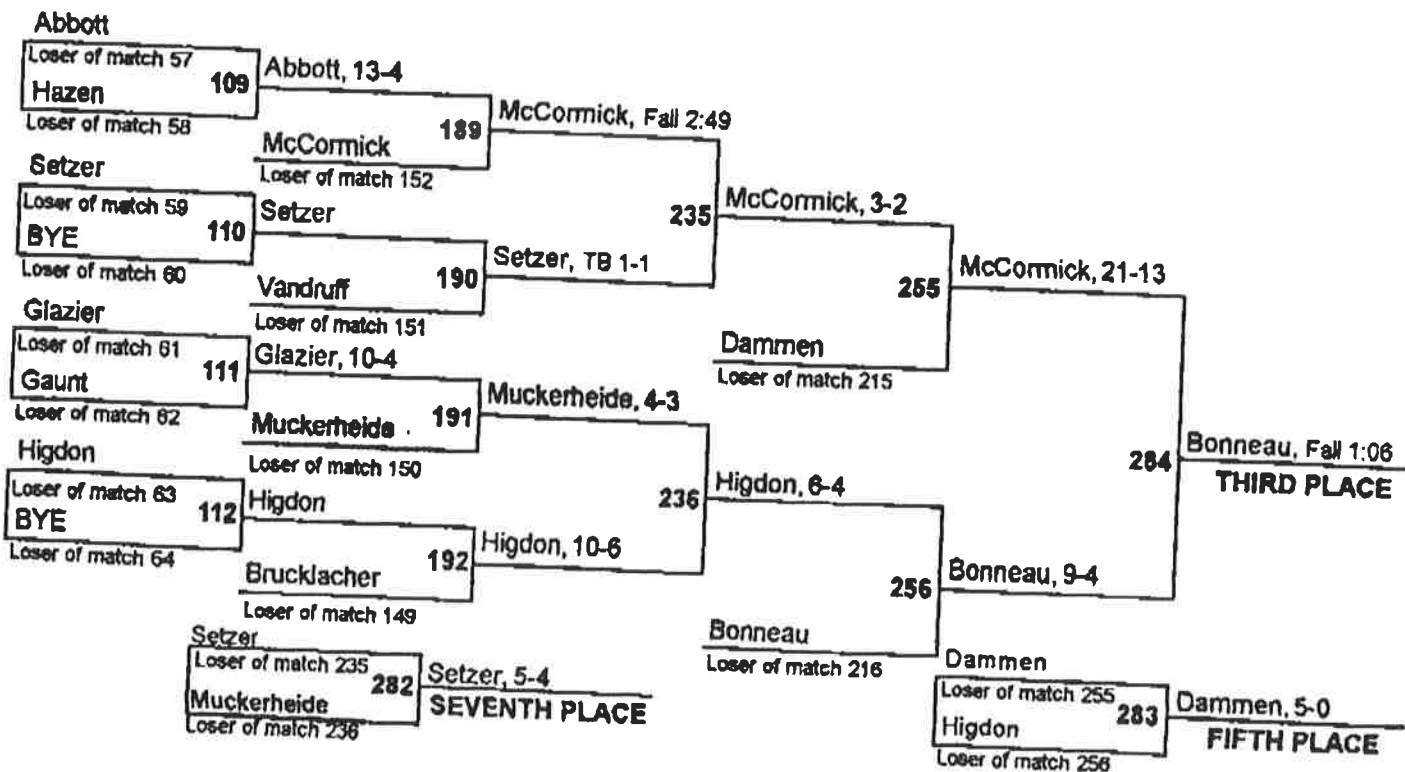 Abbott
Loser of match 57
109
Hazen
Loser of match 58
Abbott, 13-4
189
McCormick
Loser of match 152
McCormick, Fall 2:49
Setzer
Loser of match 59
110
BYE
Loser of match 60
Setzer
190
Vandruff
Loser of match 151
Setzer, TB 1-1
235
McCormick, 3-2
255
Dammen
Loser of match 215
McCormick, 21-13
Glazier
Loser of match 61
111
Gaunt
Loser of match 62
Glazier, 10-4
191
Muckerheide
Loser of match 150
Muckerheide, 4-3
Higdon
Loser of match 63
112
BYE
Loser of match 64
Higdon
192
Brucklacher
Loser of match 149
Higdon, 10-6
236
Higdon, 6-4
256
Bonneau
Loser of match 216
Bonneau, 9-4
284
Bonneau, Fall 1:06
THIRD PLACE
Setzer
Loser of match 235
282
Muckerheide
Loser of match 236
Setzer, 5-4
SEVENTH PLACE
Dammen
Loser of match 255
283
Higdon
Loser of match 256
Dammen, 5-0
FIFTH PLACE